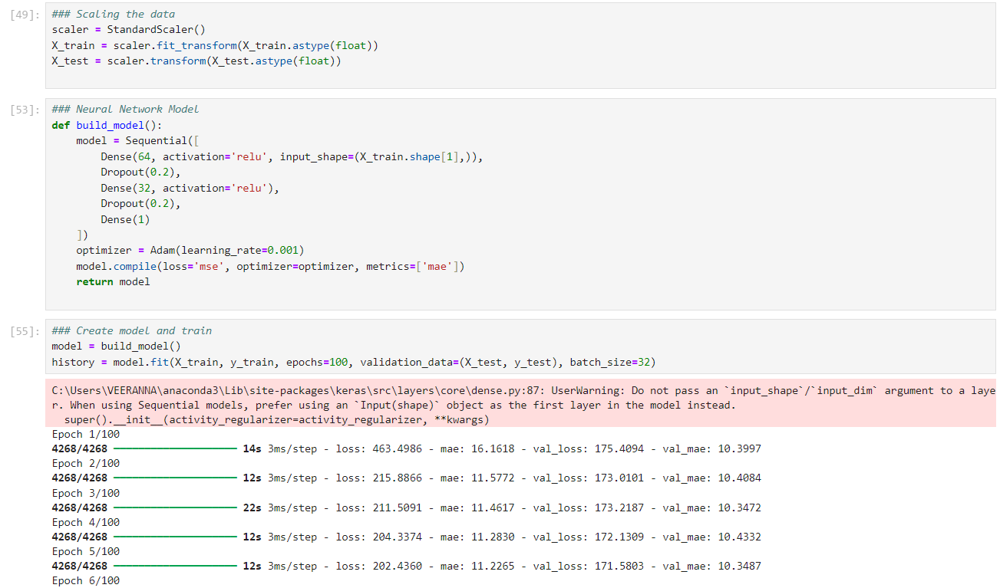 [49]: ### Scaling the data
scaler = StandardScaler()
X_train = scaler.fit_transform(X_train.astype(float))
X_test = scaler.transform(X_test.astype(float))
[53]: ### Neural Network Model
def build_model():
    model = Sequential([
        Dense(64, activation='relu', input_shape=(X_train.shape[1],)),
        Dropout(0.2),
        Dense(32, activation='relu'),
        Dropout(0.2),
        Dense(1)
    ])
    optimizer = Adam(learning_rate=0.001)
    model.compile(loss='mse', optimizer=optimizer, metrics=['mae'])
    return model
[55]: ### Create model and train
model = build_model()
history = model.fit(X_train, y_train, epochs=100, validation_data=(X_test, y_test), batch_size=32)
C:\Users\VEERANNA\anaconda3\Lib\site-packages\keras\src\layers\core\dense.py:87: UserWarning: Do not pass an `input_shape`/`input_dim` argument to a laye
r. When using Sequential models, prefer using an `Input(shape)` object as the first layer in the model instead.
  super().__init__(activity_regularizer=activity_regularizer, **kwargs)
Epoch 1/100
4268/4268 ━━━━━━━━━━━━━━━━━━━━ 14s 3ms/step - loss: 463.4986 - mae: 16.1618 - val_loss: 175.4094 - val_mae: 10.3997
Epoch 2/100
4268/4268 ━━━━━━━━━━━━━━━━━━━━ 12s 3ms/step - loss: 215.8866 - mae: 11.5772 - val_loss: 173.0101 - val_mae: 10.4084
Epoch 3/100
4268/4268 ━━━━━━━━━━━━━━━━━━━━ 22s 3ms/step - loss: 211.5091 - mae: 11.4617 - val_loss: 173.2187 - val_mae: 10.3472
Epoch 4/100
4268/4268 ━━━━━━━━━━━━━━━━━━━━ 12s 3ms/step - loss: 204.3374 - mae: 11.2830 - val_loss: 172.1309 - val_mae: 10.4332
Epoch 5/100
4268/4268 ━━━━━━━━━━━━━━━━━━━━ 12s 3ms/step - loss: 202.4360 - mae: 11.2265 - val_loss: 171.5803 - val_mae: 10.3487
Epoch 6/100